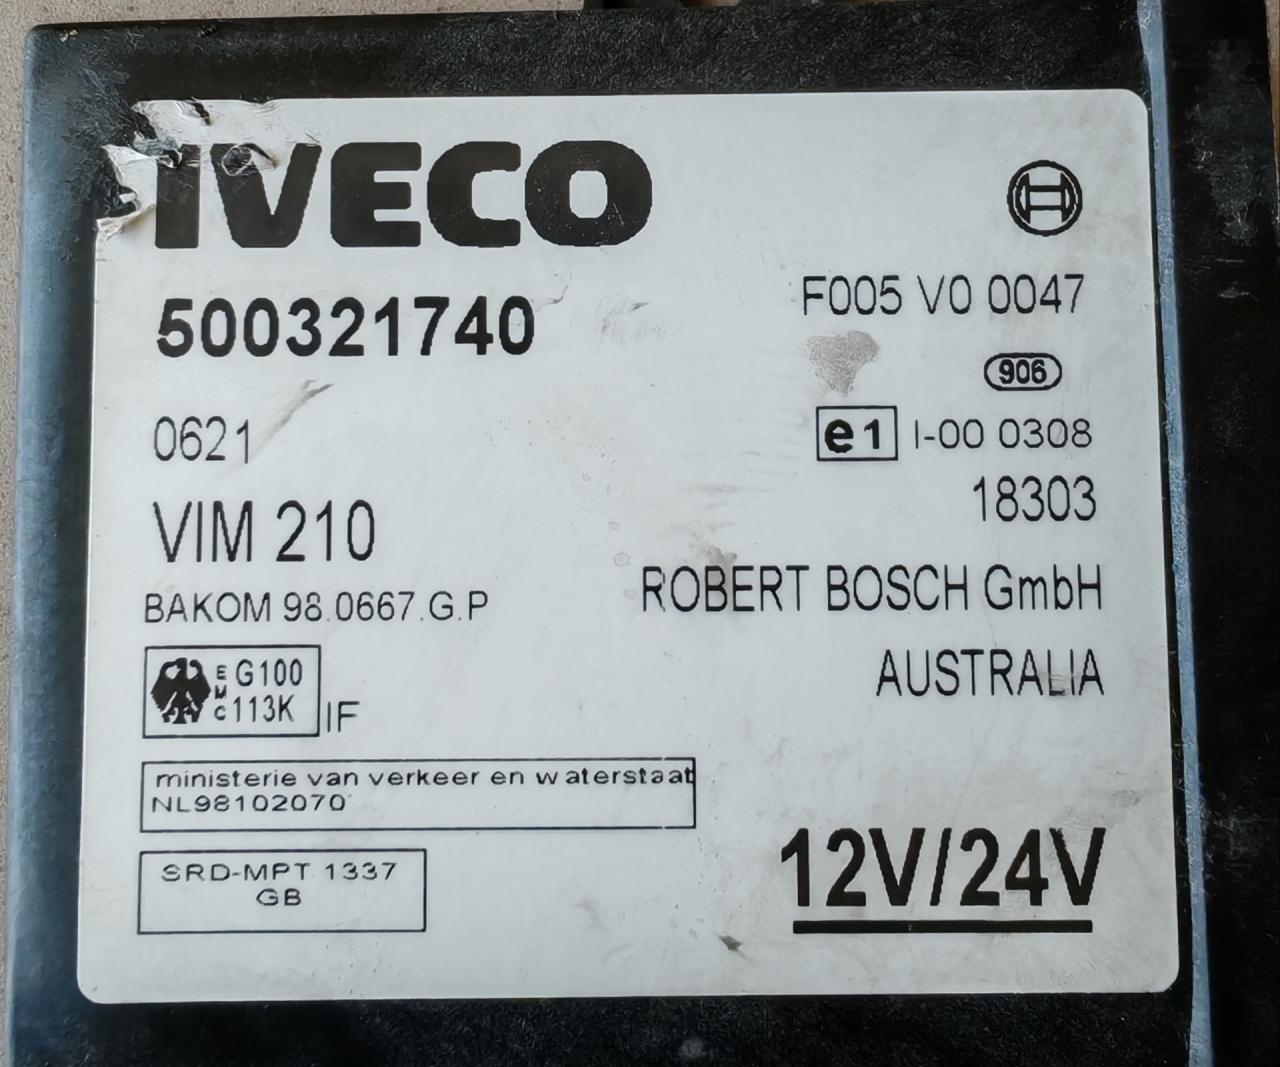 IVECO
500321740
F005 V0 0047
906
0621
e1 I-00 0308
18303
VIM 210
BAKOM 98.0667.G.P
ROBERT BOSCH GmbH
AUSTRALIA
EMC G100
113K
IF
ministerie van verkeer en waterstaat
NL98102070
SRD-MPT 1337
GB
12V/24V